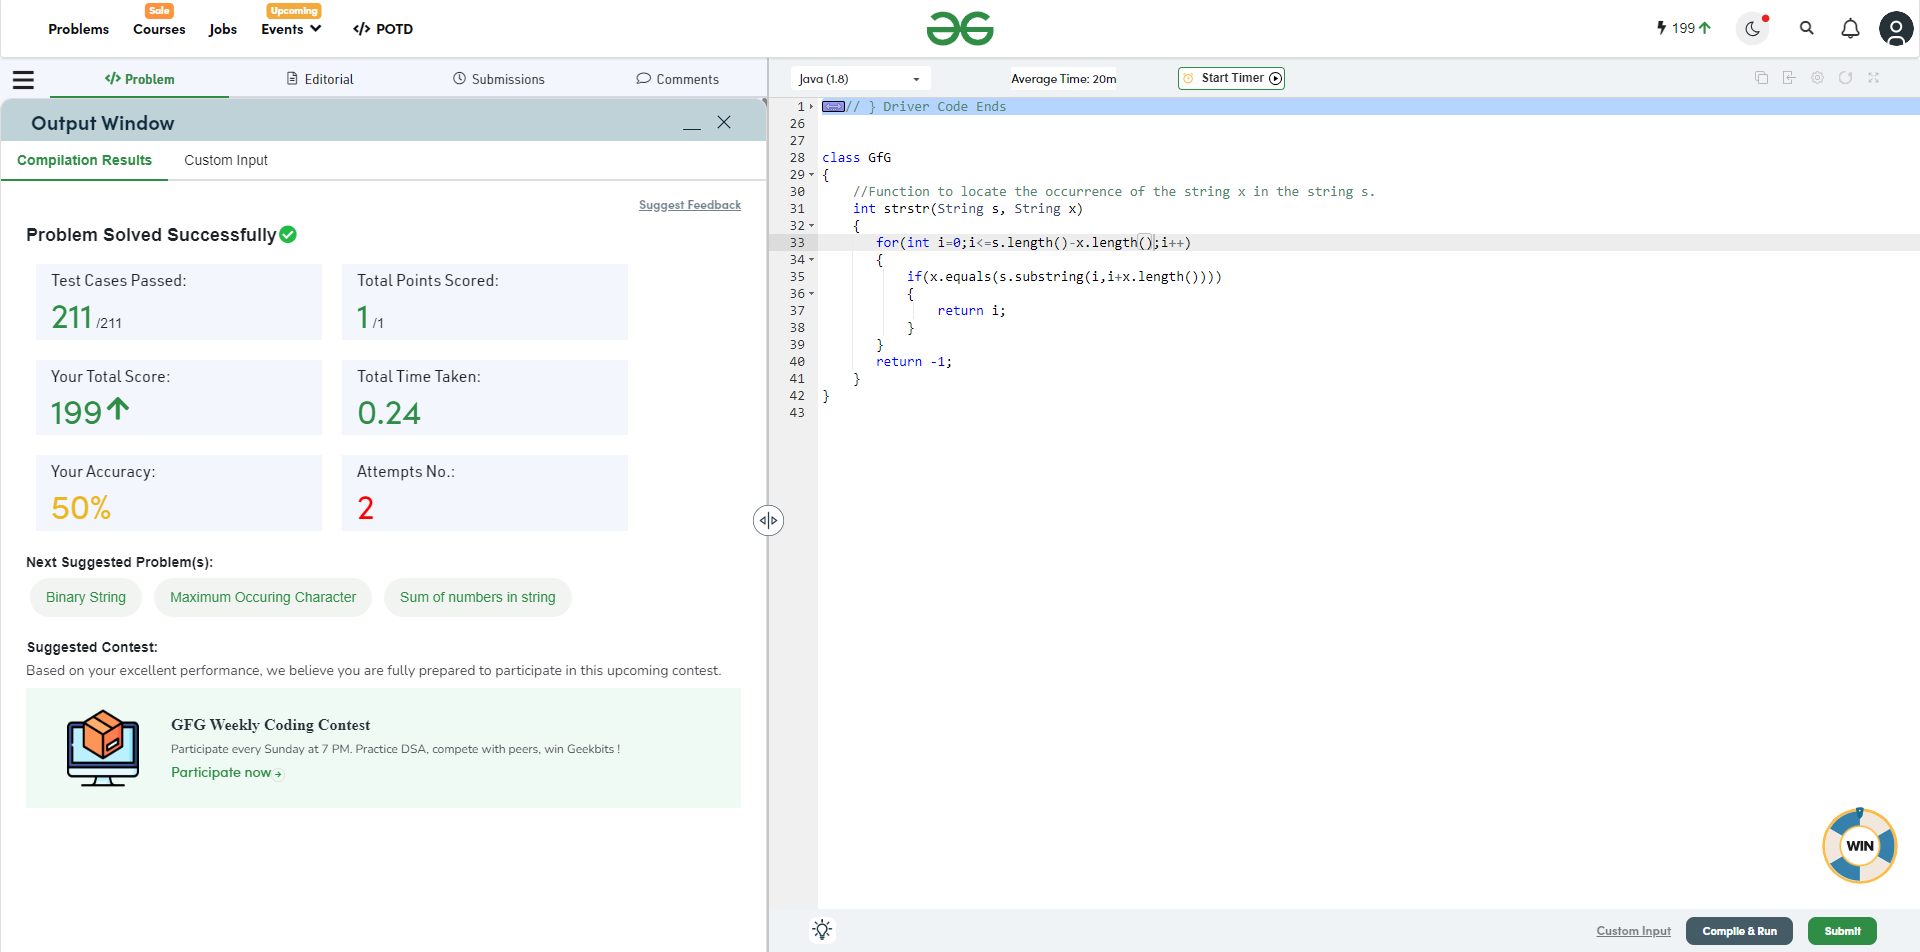 Sale
Upcoming
Problems Courses Jobs Events </> POTD
199
</> Problem
Editorial
Submissions
Comments
Output Window
Compilation Results
Custom Input
Suggest Feedback
Problem Solved Successfully
Test Cases Passed:
211 /211
Total Points Scored:
1 /1
Your Total Score:
199
Total Time Taken:
0.24
Your Accuracy:
50%
Attempts No.:
2
Next Suggested Problem(s):
Binary String
Maximum Occuring Character
Sum of numbers in string
Suggested Contest:
Based on your excellent performance, we believe you are fully prepared to participate in this upcoming contest.
GFG Weekly Coding Contest
Participate every Sunday at 7 PM. Practice DSA, compete with peers, win Geekbits !
Participate now
Java (1.8)
Average Time: 20m
Start Timer
1 // } Driver Code Ends
26
27
28 class GfG
29 {
30     //Function to locate the occurrence of the string x in the string s.
31     int strstr(String s, String x)
32     {
33        for(int i=0;i<=s.length()-x.length();i++)
34        {
35            if(x.equals(s.substring(i,i+x.length())))
36            {
37                return i;
38            }
39        }
40        return -1;
41     }
42 }
43
WIN
Custom Input
Compile & Run
Submit